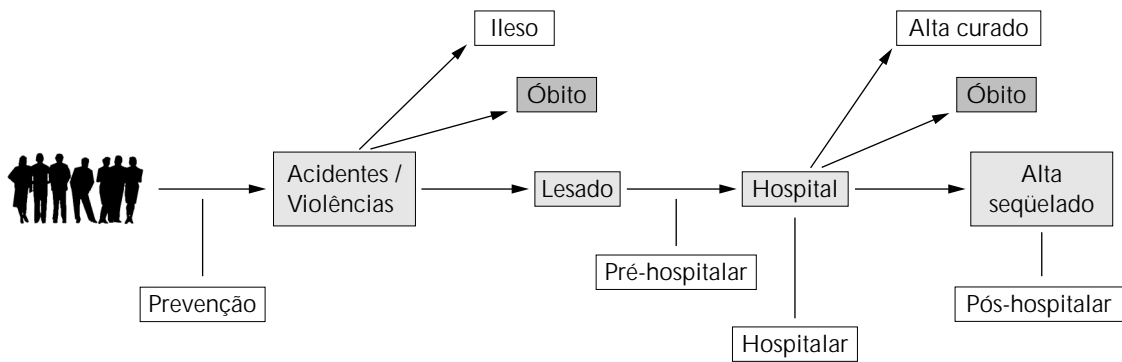 Ileso
Alta curado
Óbito
Óbito
Acidentes /
Violências
Lesado
Hospital
Alta
seqüelado
Prevenção
Pré-hospitalar
Hospitalar
Pós-hospitalar